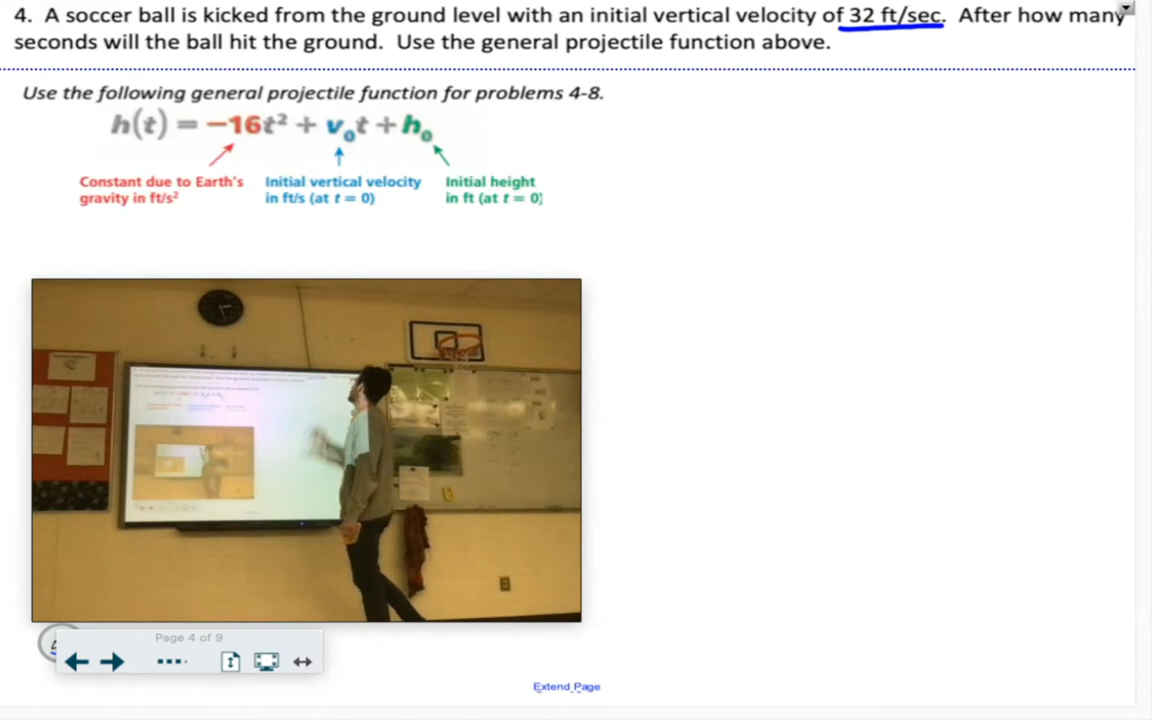 4. A soccer ball is kicked from the ground level with an initial vertical velocity of 32 ft/sec. After how many
seconds will the ball hit the ground. Use the general projectile function above.
Use the following general projectile function for problems 4-8.
h(t) = −16t² + v₀t + h₀
Constant due to Earth's
gravity in ft/s²
Initial vertical velocity
in ft/s (at t = 0)
Initial height
in ft (at t = 0)
Page 4 of 9
Extend Page